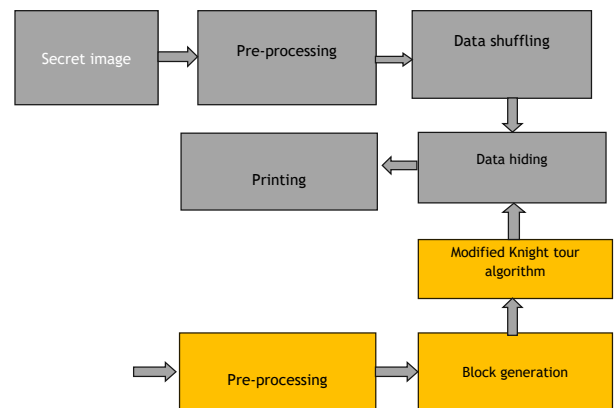 Secret image
Pre-processing
Data shuffling
Data hiding
Printing
Modified Knight tour
algorithm
Pre-processing
Block generation